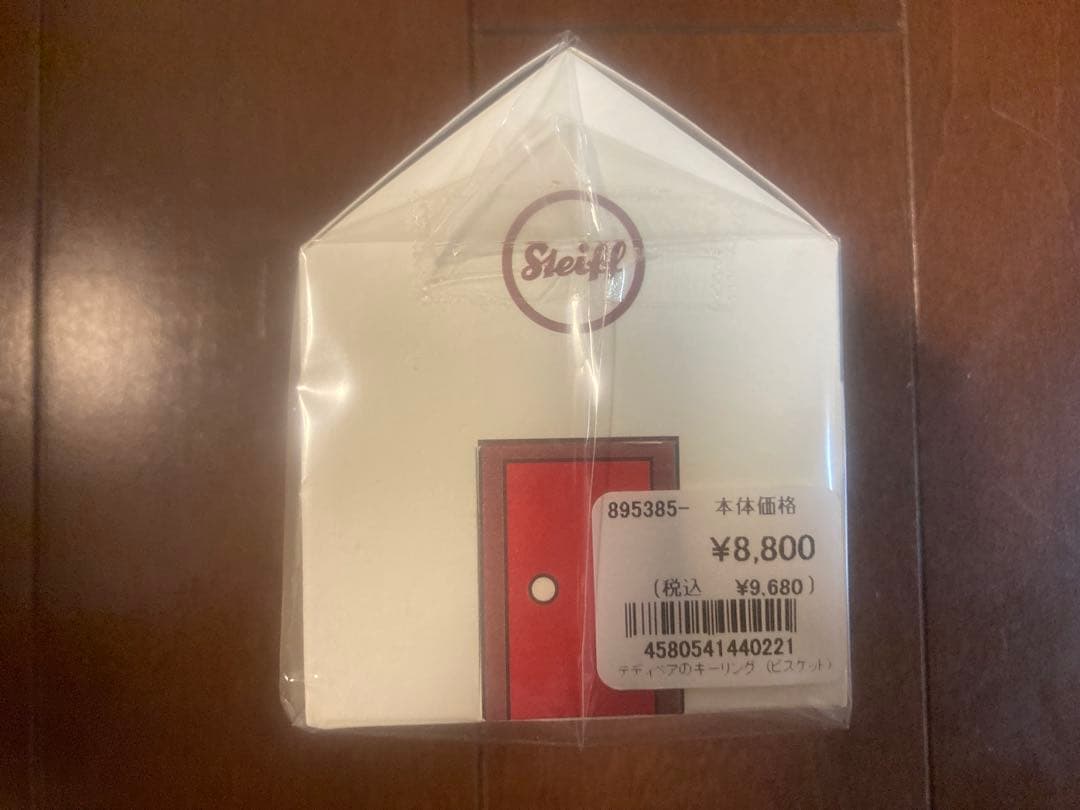 Steiff
895385- 本体価格
¥8,800
(税込 ¥9,680)
4580541440221
テディベアのキーリング (ビスケット)